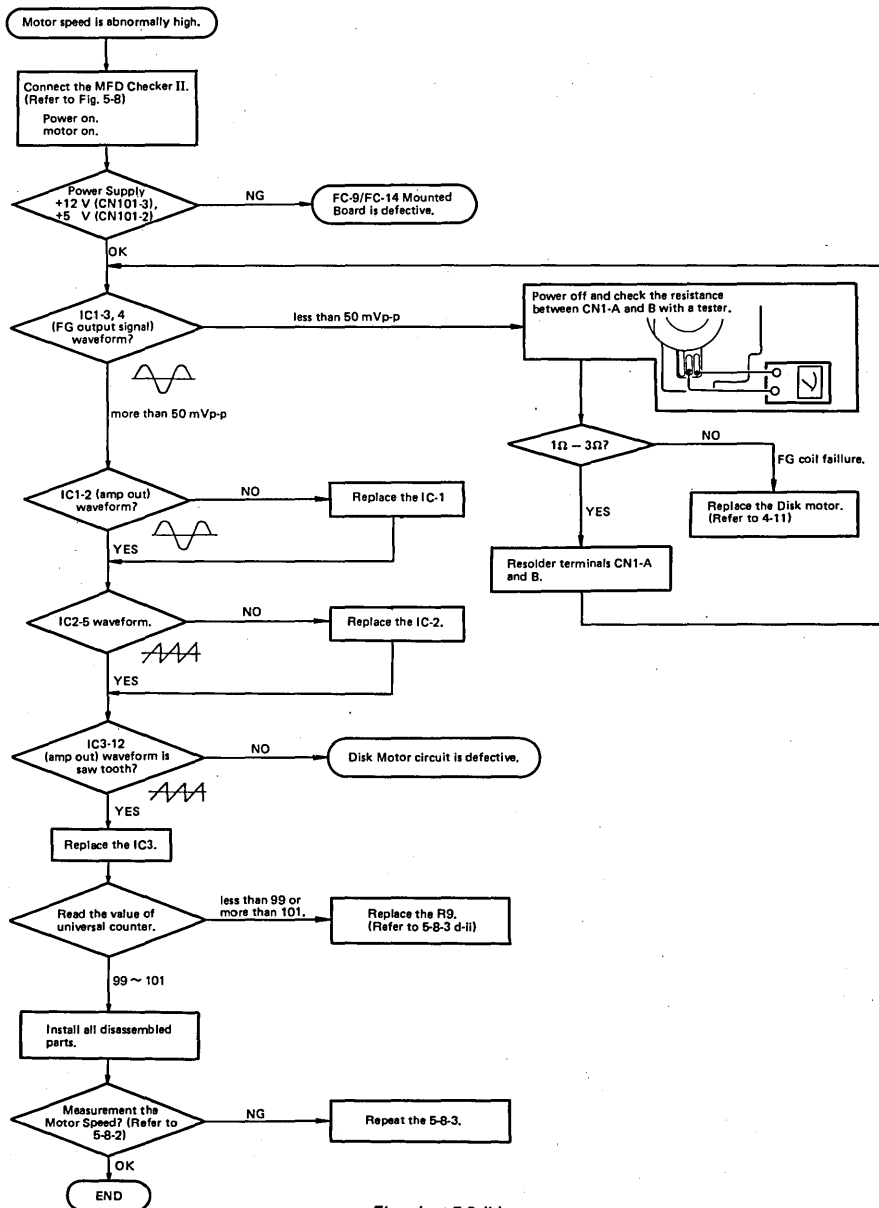 Motor speed is abnormally high.
Connect the MFD Checker II.
(Refer to Fig. 5-8)
Power on.
motor on.
Power Supply
+12 V (CN101-3),
+5 V (CN101-2)
NG
FC-9/FC-14 Mounted
Board is defective.
OK
IC1-3, 4
(FG output signal)
waveform?
less than 50 mVp-p
Power off and check the resistance
between CN1-A and B with a tester.
more than 50 mVp-p
1Ω – 3Ω?
NO
FG coil faillure.
Replace the Disk motor.
(Refer to 4-11)
YES
Resolder terminals CN1-A
and B.
IC1-2 (amp out)
waveform?
NO
Replace the IC-1
YES
IC2-5 waveform.
NO
Replace the IC-2.
YES
IC3-12
(amp out) waveform is
saw tooth?
NO
Disk Motor circuit is defective.
YES
Replace the IC3.
Read the value of
universal counter.
less than 99 or
more than 101.
Replace the R9.
(Refer to 5-8-3 d-ii)
99 ~ 101
Install all disassembled
parts.
Measurement the
Motor Speed? (Refer to
5-8-2)
NG
Repeat the 5-8-3.
OK
END